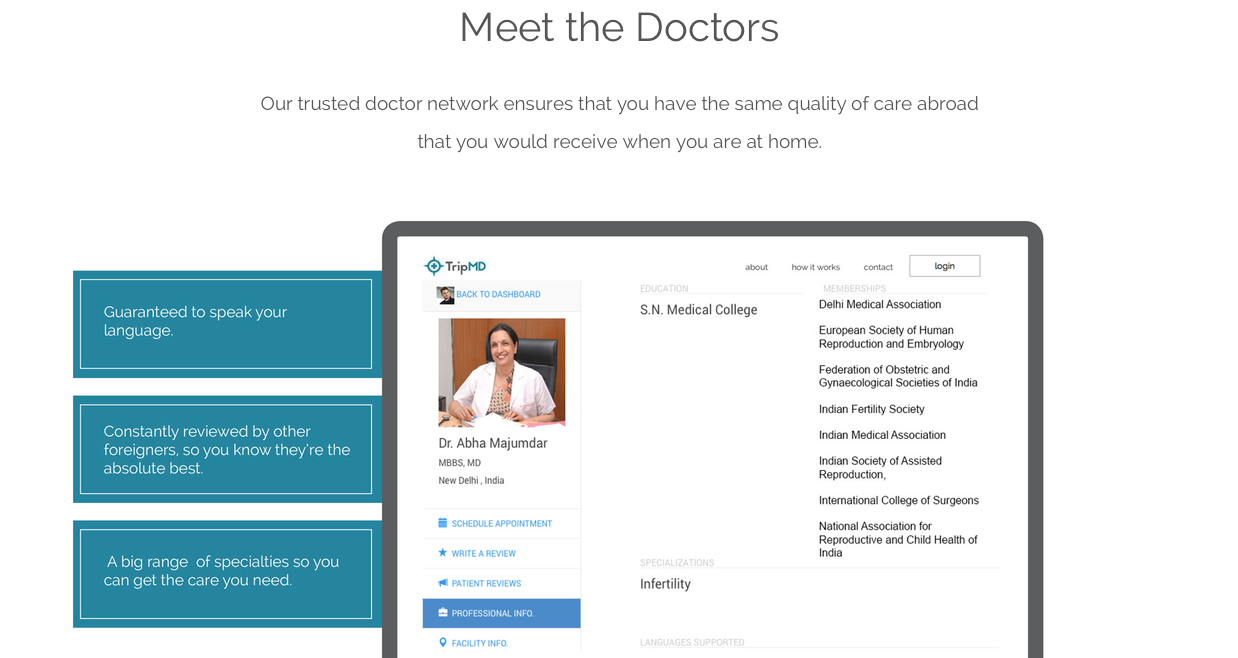 Meet the Doctors
Our trusted doctor network ensures that you have the same quality of care abroad
that you would receive when you are at home.
Guaranteed to speak your
language.
Constantly reviewed by other
foreigners, so you know they're the
absolute best.
A big range  of specialties so you
can get the care you need.
TripMD
about
how it works
contact
login
BACK TO DASHBOARD
Dr. Abha Majumdar
MBBS, MD
New Delhi , India
SCHEDULE APPOINTMENT
WRITE A REVIEW
PATIENT REVIEWS
PROFESSIONAL INFO.
FACILITY INFO.
EDUCATION
S.N. Medical College
MEMBERSHIPS
Delhi Medical Association
European Society of Human
Reproduction and Embryology
Federation of Obstetric and
Gynaecological Societies of India
Indian Fertility Society
Indian Medical Association
Indian Society of Assisted
Reproduction,
International College of Surgeons
National Association for
Reproductive and Child Health of
India
SPECIALIZATIONS
Infertility
LANGUAGES SUPPORTED